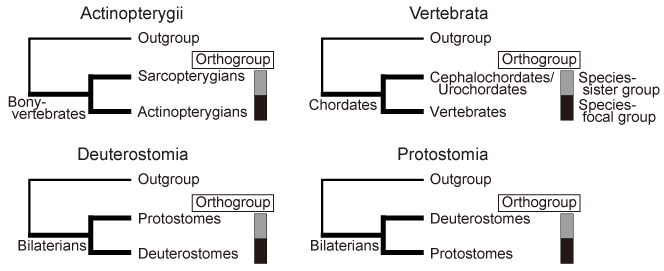 Actinopterygii
Outgroup
Orthogroup
Sarcopterygians
Bony-
vertebrates
Actinopterygians
Vertebrata
Outgroup
Orthogroup
Cephalochordates/
Urochordates
Species-
sister group
Chordates
Vertebrates
Species-
focal group
Deuterostomia
Outgroup
Orthogroup
Protostomes
Bilaterians
Deuterostomes
Protostomia
Outgroup
Orthogroup
Deuterostomes
Bilaterians
Protostomes